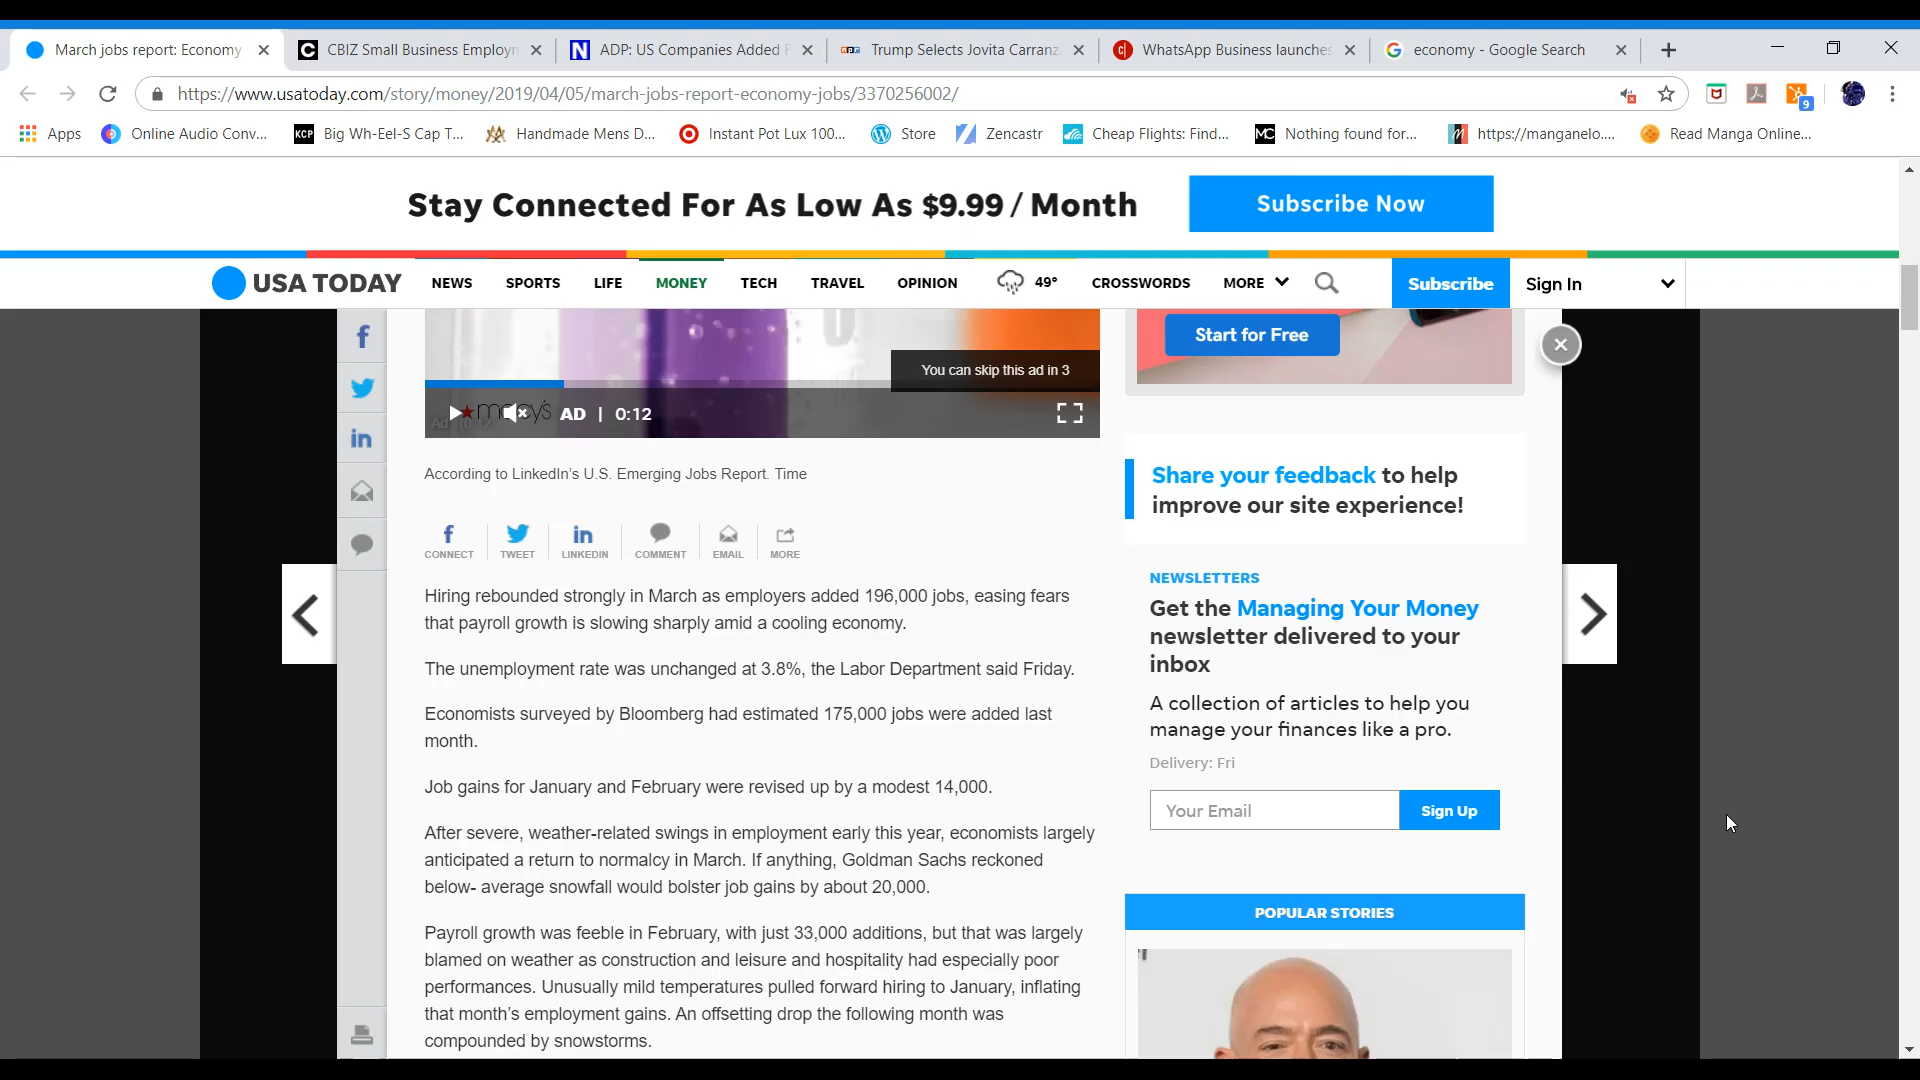 March jobs report: Economy
CBIZ Small Business Employm
ADP: US Companies Added
Trump Selects Jovita Carranz
WhatsApp Business launches
economy - Google Search
https://www.usatoday.com/story/money/2019/04/05/march-jobs-report-economy-jobs/3370256002/
9
Apps
Online Audio Conv...
KCP
Big Wh-Eel-S Cap T...
Handmade Mens D...
Instant Pot Lux 100...
Store
Zencastr
Cheap Flights: Find...
MC
Nothing found for...
https://manganelo....
Read Manga Online...
Stay Connected For As Low As $9.99 / Month
Subscribe Now
USA TODAY
NEWS
SPORTS
LIFE
MONEY
TECH
TRAVEL
OPINION
49°
CROSSWORDS
MORE
Subscribe
Sign In
You can skip this ad in 3
macy's
AD | 0:12
Ad (0:12)
Start for Free
According to LinkedIn's U.S. Emerging Jobs Report. Time
CONNECT
TWEET
LINKEDIN
COMMENT
EMAIL
MORE
Hiring rebounded strongly in March as employers added 196,000 jobs, easing fears
that payroll growth is slowing sharply amid a cooling economy.
The unemployment rate was unchanged at 3.8%, the Labor Department said Friday.
Economists surveyed by Bloomberg had estimated 175,000 jobs were added last
month.
Job gains for January and February were revised up by a modest 14,000.
After severe, weather-related swings in employment early this year, economists largely
anticipated a return to normalcy in March. If anything, Goldman Sachs reckoned
below- average snowfall would bolster job gains by about 20,000.
Payroll growth was feeble in February, with just 33,000 additions, but that was largely
blamed on weather as construction and leisure and hospitality had especially poor
performances. Unusually mild temperatures pulled forward hiring to January, inflating
that month's employment gains. An offsetting drop the following month was
compounded by snowstorms.
Share your feedback to help
improve our site experience!
NEWSLETTERS
Get the Managing Your Money
newsletter delivered to your
inbox
A collection of articles to help you
manage your finances like a pro.
Delivery: Fri
Your Email
Sign Up
POPULAR STORIES